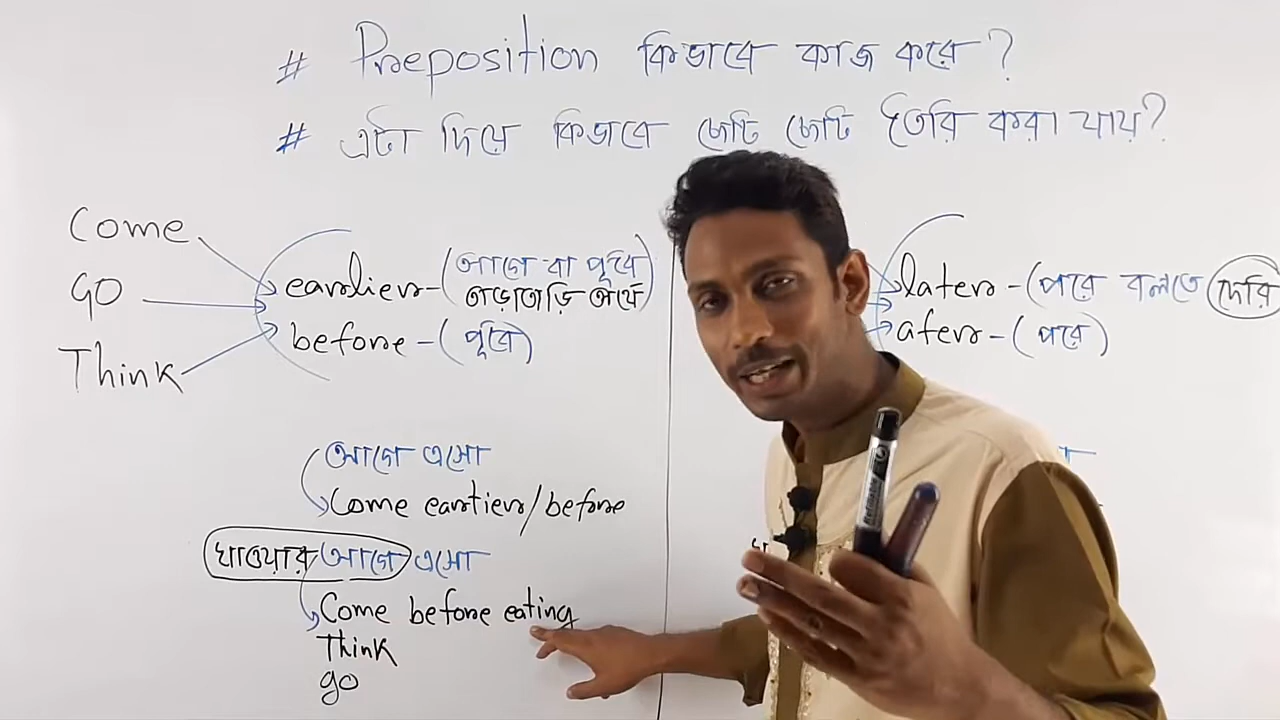 # Preposition কিভাবে কাজ করে?
# এটা দিয়ে কিভাবে ছোট ছোট তৈরি করা যায়?
Come
GO
Think
earlier-(আগে বা পূর্বে
তাড়াতাড়ি অর্থে)
before-(পূর্বে)
আগে এসো
Come earlier/before
খাওয়ার আগে এসো
Come before eating
Think
go
later-(পরে বলতে দেরি
after-(পরে)